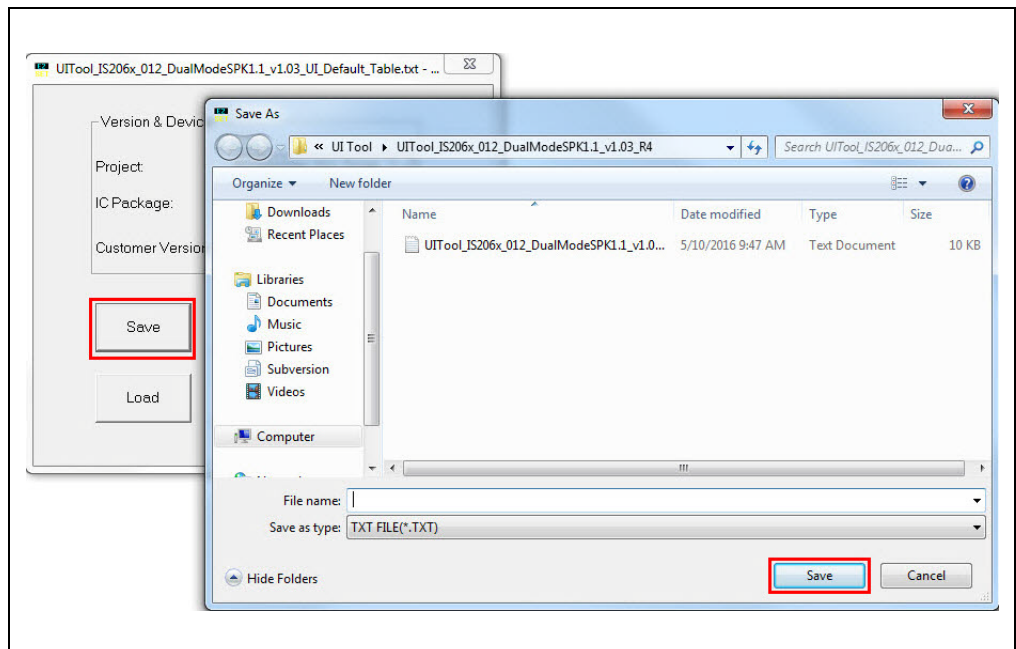 UITool_IS206x_012_DualModeSPK1.1_v1.03_UI_Default_Table.txt - ...
Version & Devic
Project:
IC Package:
Customer Version
Save
Load
Save As
« UI Tool ▸ UITool_IS206x_012_DualModeSPK1.1_v1.03_R4
Search UITool_IS206x_012_Dua...
Organize New folder
Downloads
Recent Places
Libraries
Documents
Music
Pictures
Subversion
Videos
Computer
Name Date modified Type Size
UITool_IS206x_012_DualModeSPK1.1_v1.0... 5/10/2016 9:47 AM Text Document 10 KB
File name:
Save as type: TXT FILE(*.TXT)
Hide Folders
Save Cancel